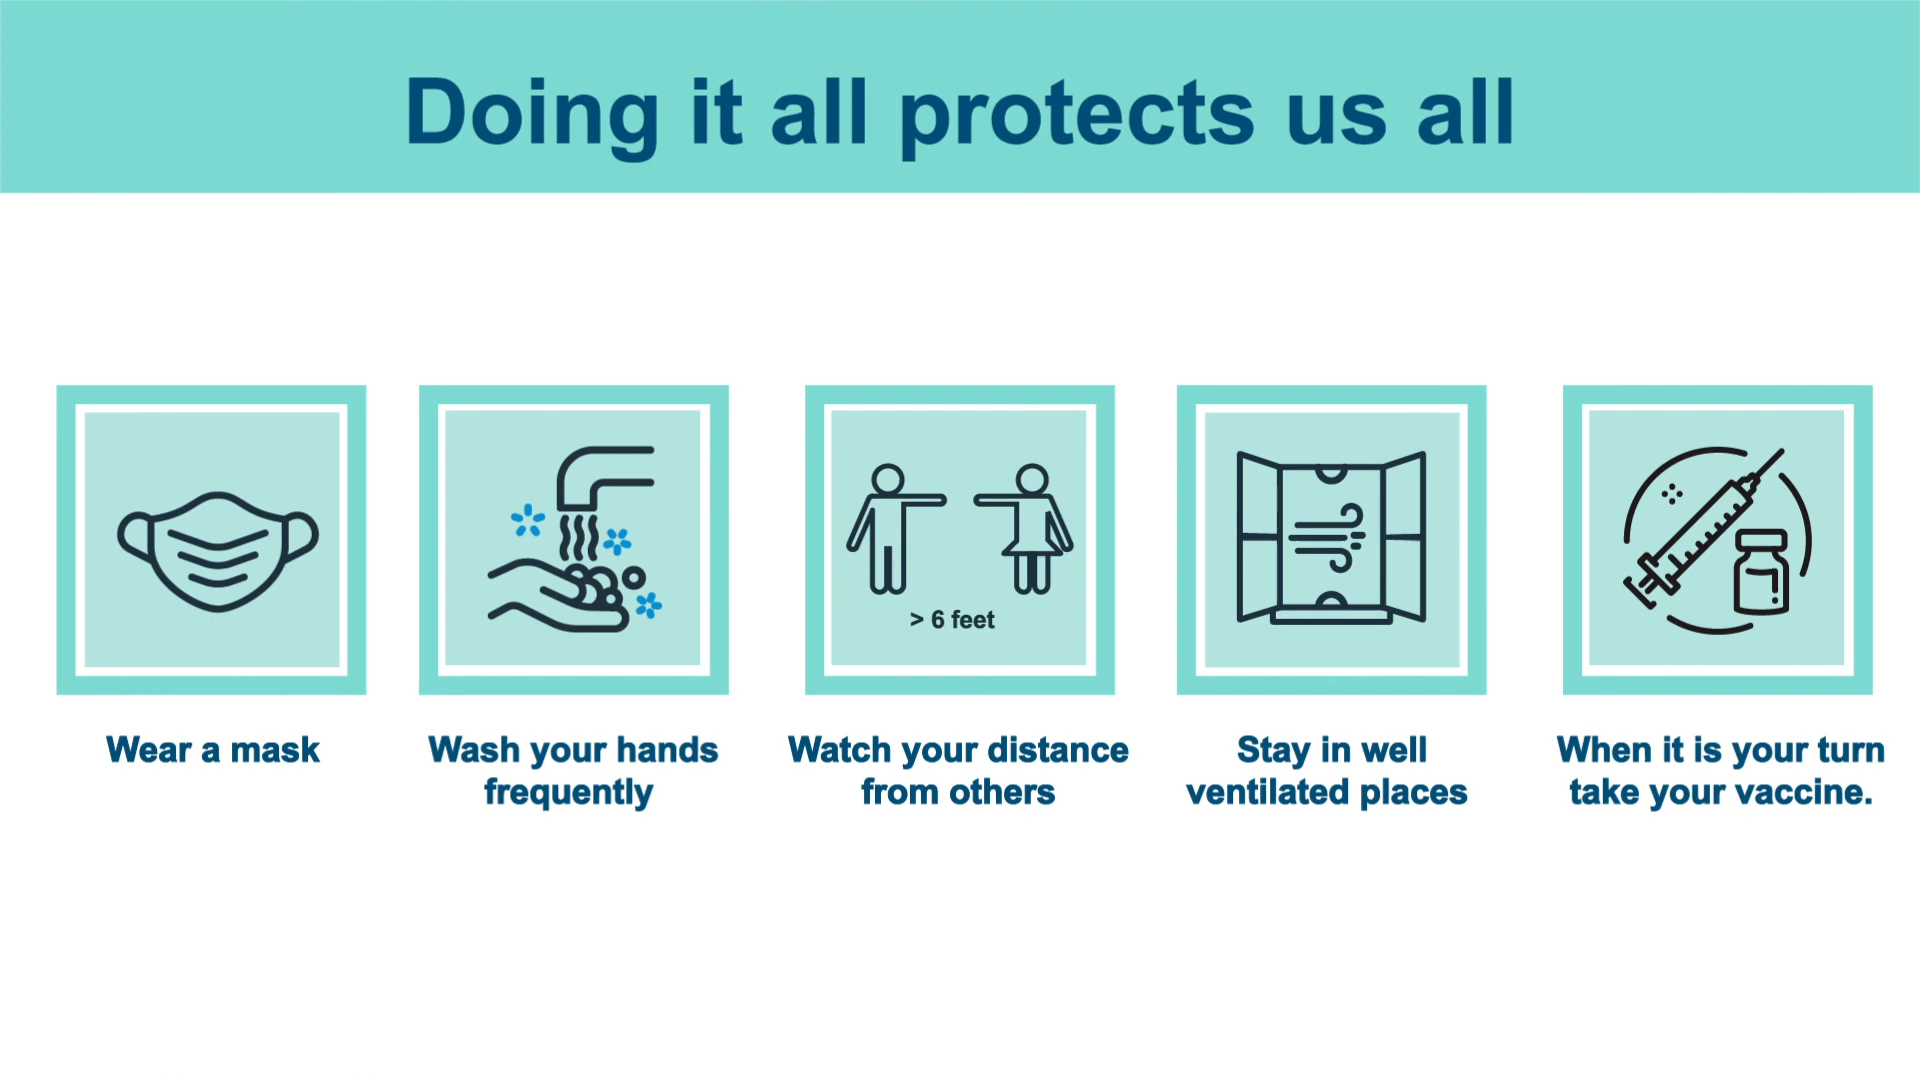 Doing it all protects us all
> 6 feet
Wear a mask
Wash your hands
frequently
Watch your distance
from others
Stay in well
ventilated places
When it is your turn
take your vaccine.